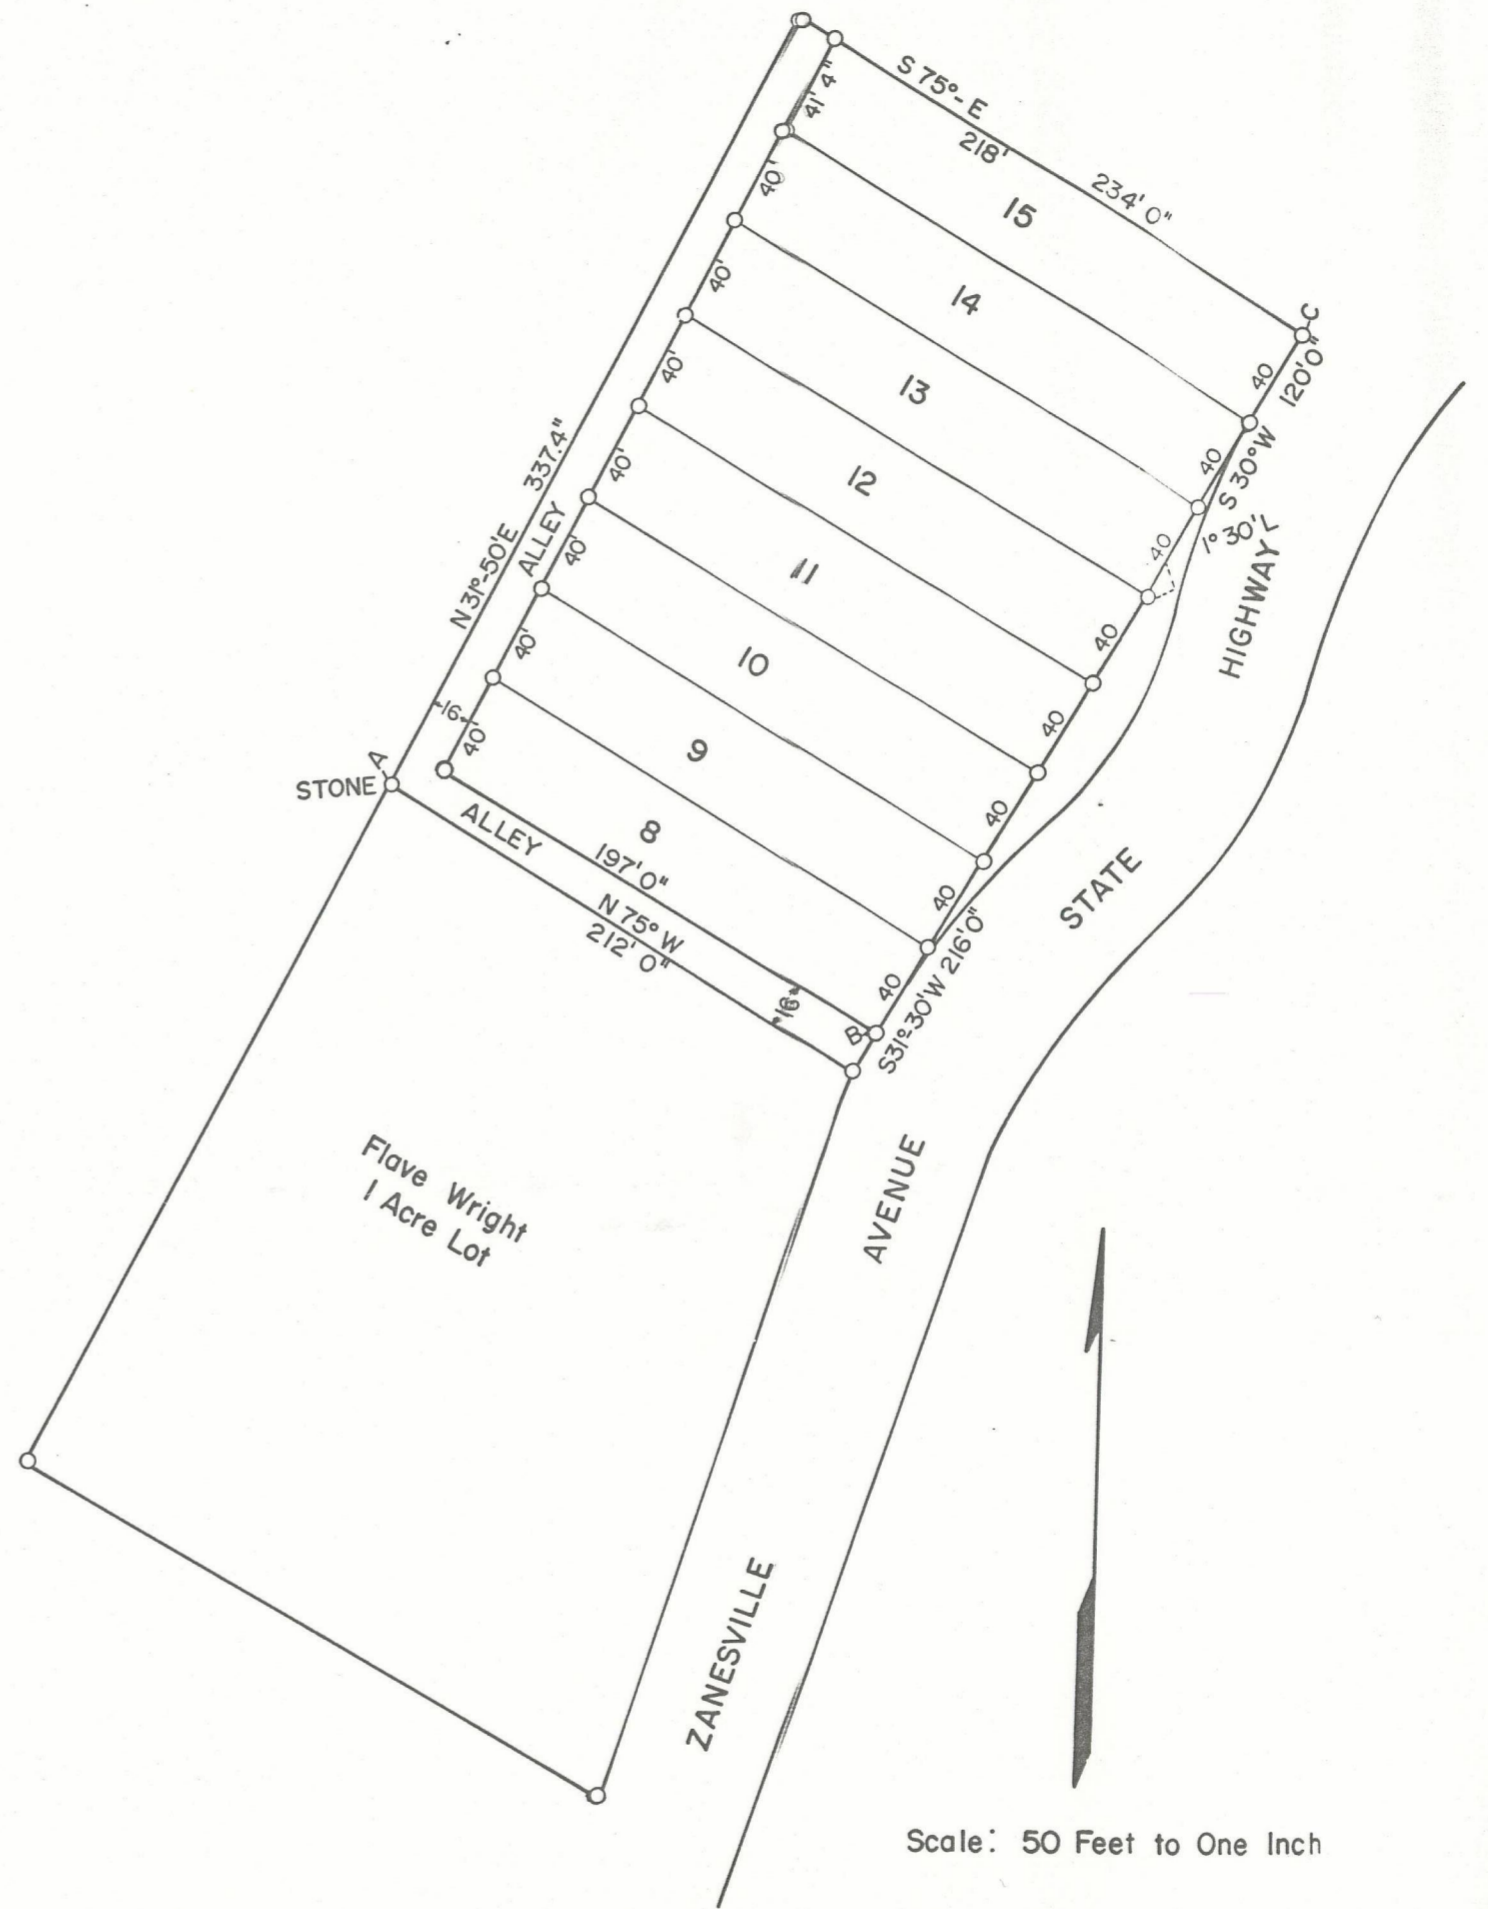 S 75°- E
218'
234' 0"
41' 4"
15
C
40'
40
120' 0"
14
40'
40
S 30° W
13
1° 30' L
40'
40
HIGHWAY
337.4"
12
40'
40
N 31°-50'E
ALLEY
11
40'
40
10
40'
40
16
9
40'
40
A
STONE
STATE
ALLEY
8
197' 0"
N 75° W
212' 0"
40
S 31°-30'W 216' 0"
16'
B
Flave Wright
1 Acre Lot
AVENUE
ZANESVILLE
Scale: 50 Feet to One Inch